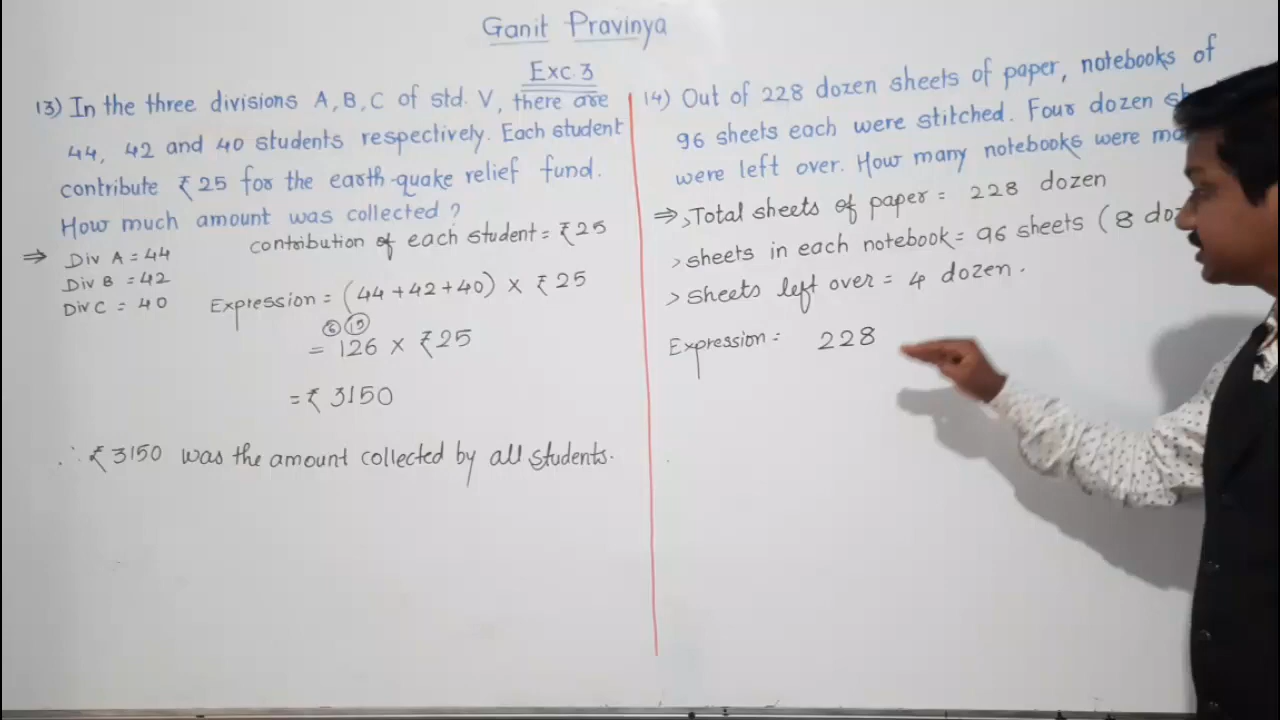 Ganit Pravinya
Exc 3
13) In the three divisions A, B, C of std. V, there are
44, 42 and 40 students respectively. Each student
contribute ₹ 25 for the earth-quake relief fund.
How much amount was collected ?
⇒ Div A = 44
Div B = 42
Div C = 40
contribution of each student = ₹ 25
Expression = (44 + 42 + 40) × ₹ 25
= 126 × ₹ 25
= ₹ 3150
∴ ₹ 3150 was the amount collected by all students.
14) Out of 228 dozen sheets of paper, notebooks of
96 sheets each were stitched. Four dozen
were left over. How many notebooks were
⇒ > Total sheets of paper = 228 dozen
> sheets in each notebook = 96 sheets ( 8
> sheets left over = 4 dozen .
Expression = 228